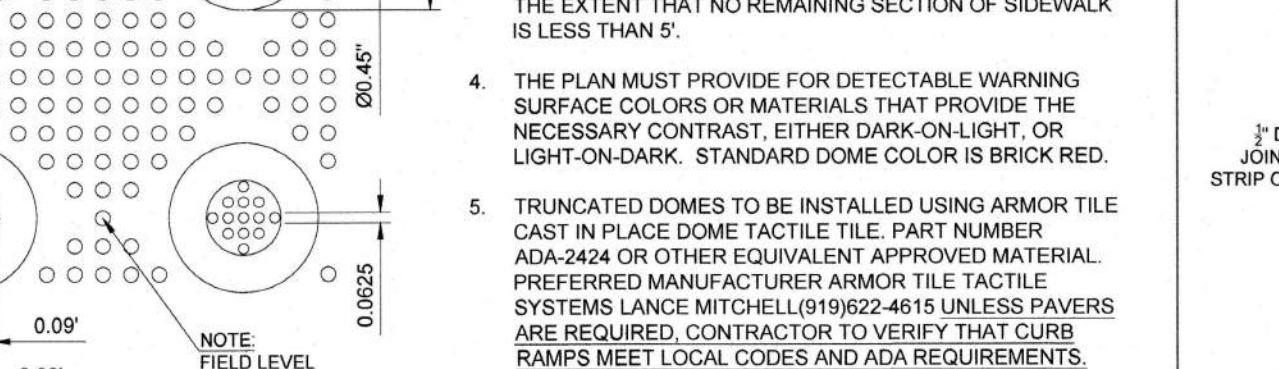 Ø0.45"
0.0625
0.09'
NOTE:
FIELD LEVEL
THE EXTENT THAT NO REMAINING SECTION OF SIDEWALK
IS LESS THAN 5'.
4. THE PLAN MUST PROVIDE FOR DETECTABLE WARNING
SURFACE COLORS OR MATERIALS THAT PROVIDE THE
NECESSARY CONTRAST, EITHER DARK-ON-LIGHT, OR
LIGHT-ON-DARK. STANDARD DOME COLOR IS BRICK RED.
5. TRUNCATED DOMES TO BE INSTALLED USING ARMOR TILE
CAST IN PLACE DOME TACTILE TILE. PART NUMBER
ADA-2424 OR OTHER EQUIVALENT APPROVED MATERIAL.
PREFERRED MANUFACTURER ARMOR TILE TACTILE
SYSTEMS LANCE MITCHELL(919)622-4615 UNLESS PAVERS
ARE REQUIRED, CONTRACTOR TO VERIFY THAT CURB
RAMPS MEET LOCAL CODES AND ADA REQUIREMENTS.
½"
JOIN
STRIP